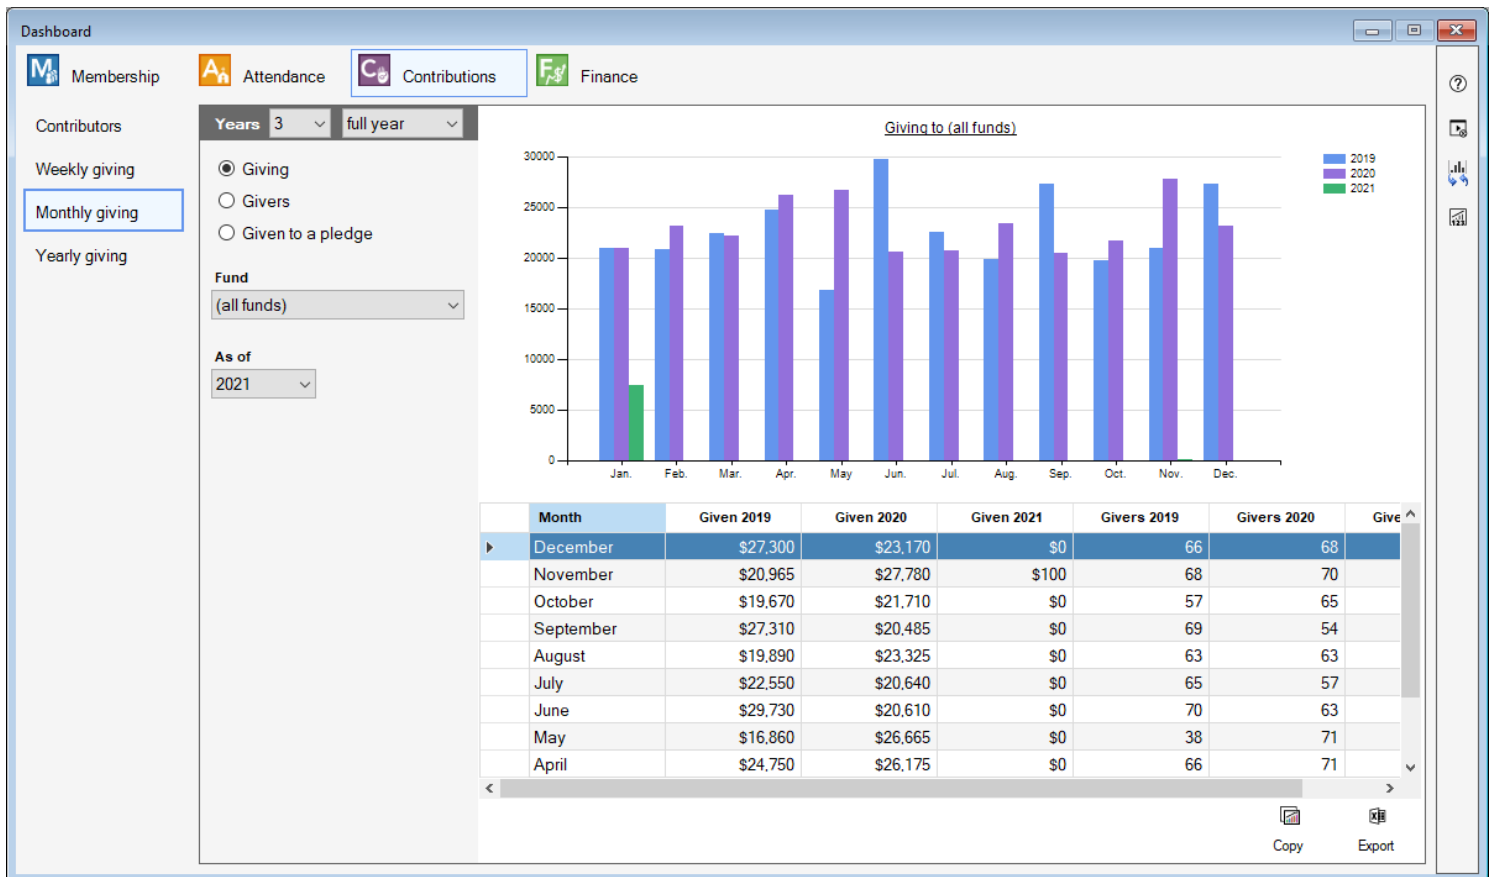 Dashboard
Membership
Attendance
Contributions
Finance
Contributors
Weekly giving
Monthly giving
Yearly giving
Years 3 full year
Giving
Givers
Given to a pledge
Fund
(all funds)
As of
2021
Giving to (all funds)
30000
25000
20000
15000
10000
5000
0
Jan. Feb. Mar. Apr. May Jun. Jul. Aug. Sep. Oct. Nov. Dec.
2019
2020
2021
Month Given 2019 Given 2020 Given 2021 Givers 2019 Givers 2020 Give
December $27,300 $23,170 $0 66 68
November $20,965 $27,780 $100 68 70
October $19,670 $21,710 $0 57 65
September $27,310 $20,485 $0 69 54
August $19,890 $23,325 $0 63 63
July $22,550 $20,640 $0 65 57
June $29,730 $20,610 $0 70 63
May $16,860 $26,665 $0 38 71
April $24,750 $26,175 $0 66 71
Copy
Export